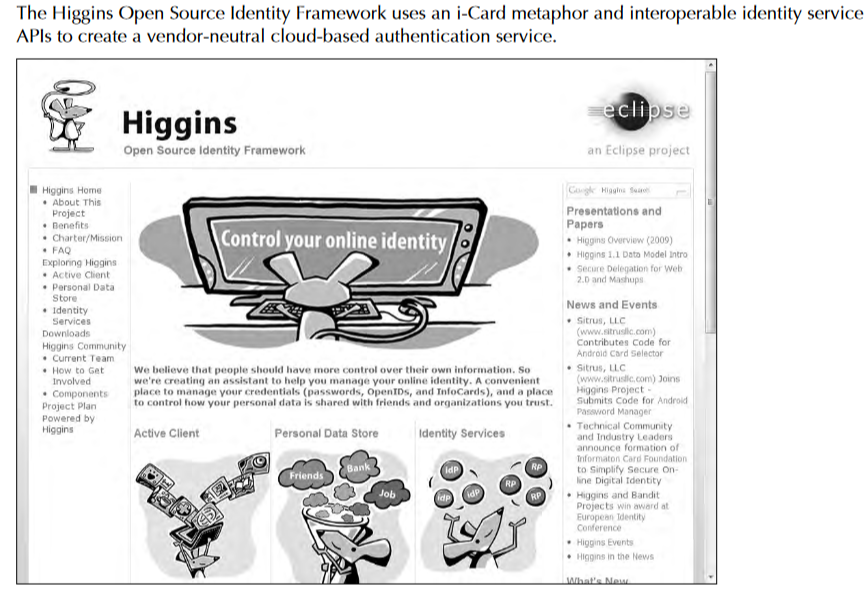 The Higgins Open Source Identity Framework uses an i-Card metaphor and interoperable identity service
APIs to create a vendor-neutral cloud-based authentication service.
Higgins
Open Source Identity Framework
eclipse
an Eclipse project
Higgins Home
• About This
Project
• Benefits
• Charter/Mission
• FAQ
Exploring Higgins
• Active Client
• Personal Data
Store
• Identity
Services
Downloads
Higgins Community
• Current Team
• How to Get
Involved
• Components
Project Plan
Powered by
Higgins
Control your online identity
We believe that people should have more control over their own information. So
we're creating an assistant to help you manage your online identity. A convenient
place to manage your credentials (passwords, OpenIDs, and InfoCards), and a place
to control how your personal data is shared with friends and organizations you trust.
Active Client
Personal Data Store
Identity Services
Friends
Bank
Job
IdP
IdP
IdP
RP
RP
RP
Google Higgins Search
Presentations and
Papers
• Higgins Overview (2009)
• Higgins 1.1 Data Model Intro
• Secure Delegation for Web
2.0 and Mashups
News and Events
• Sitrus, LLC
(www.sitrusllc.com)
Contributes Code for
Android Card Selector
• Sitrus, LLC
(www.sitrusllc.com) Joins
Higgins Project -
Submits Code for Android
Password Manager
• Technical Community
and Industry Leaders
announce formation of
Informaton Card Foundation
to Simplify Secure On-
line Digital Identity
• Higgins and Bandit
Projects win award at
European Identity
Conference
• Higgins Events
• Higgins in the News
What's New